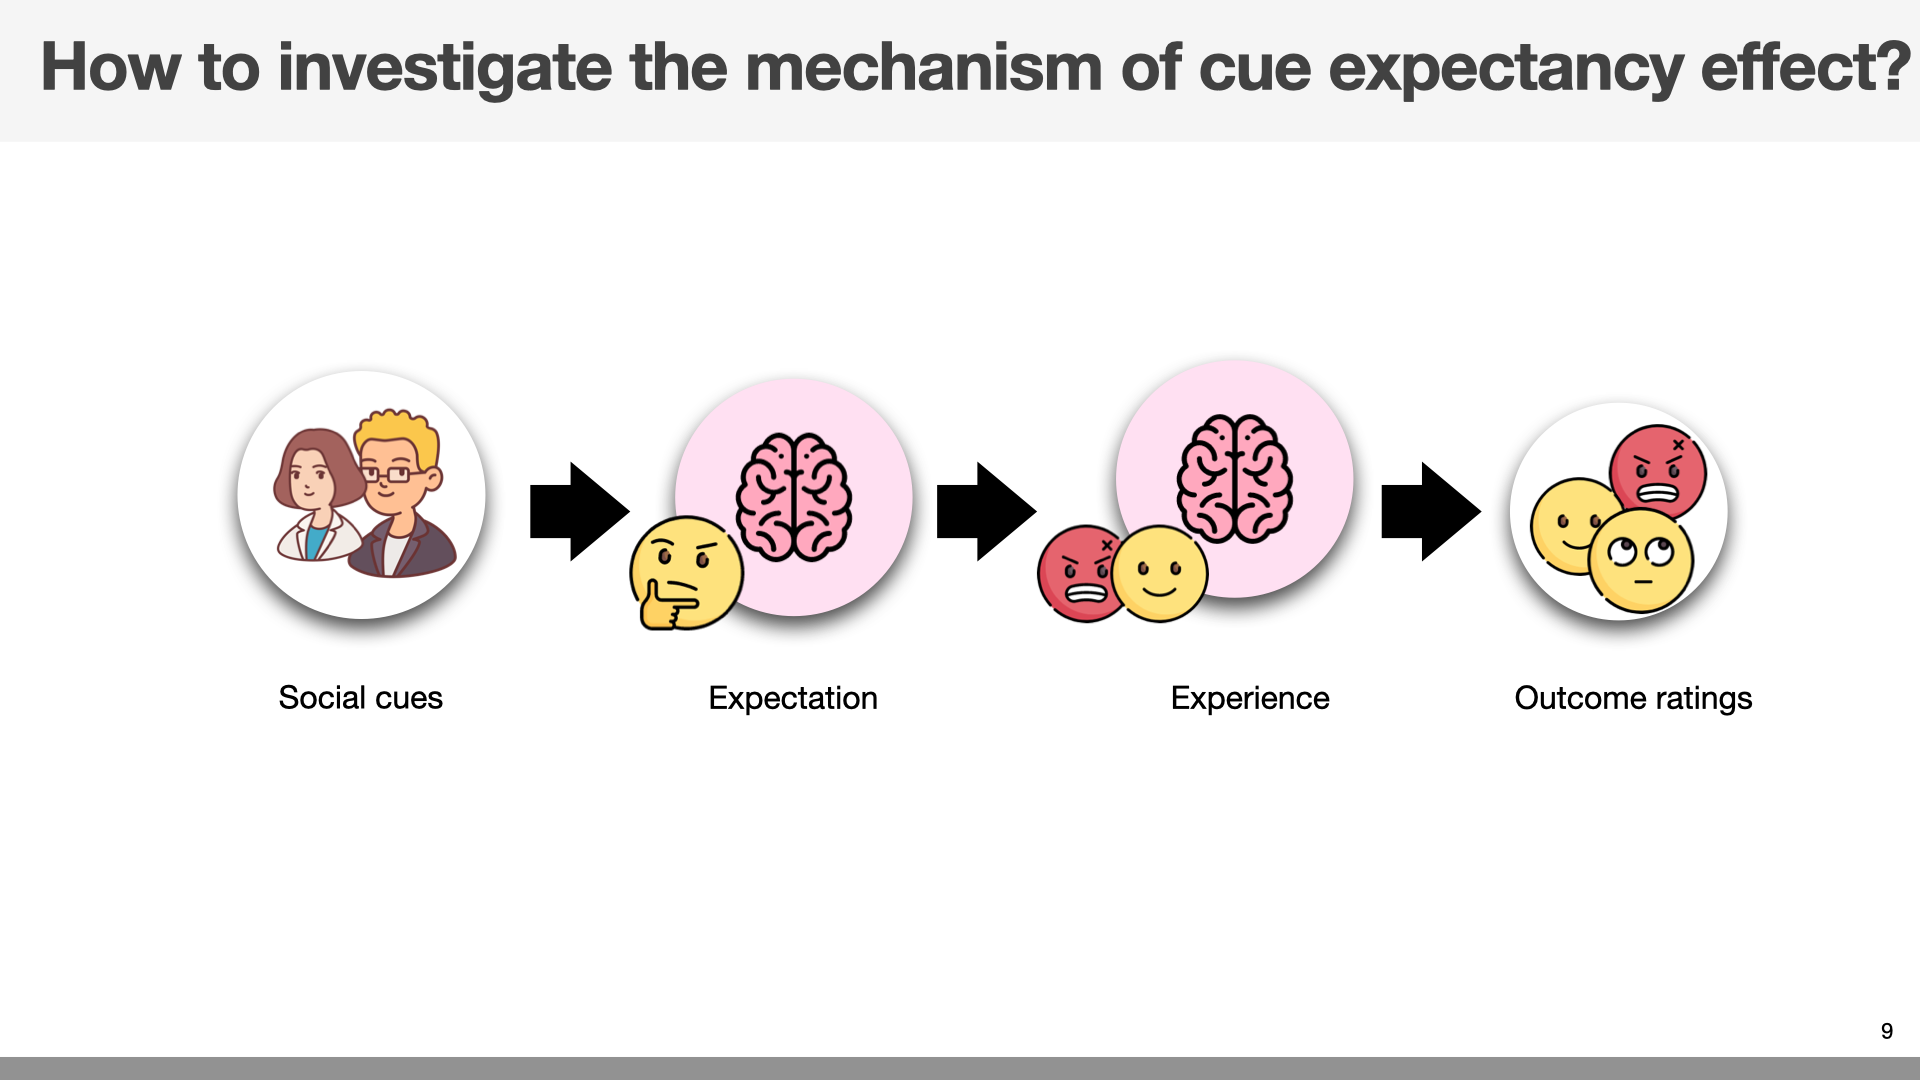 How to investigate the mechanism of cue expectancy effect?
Social cues
Expectation
Experience
Outcome ratings
9